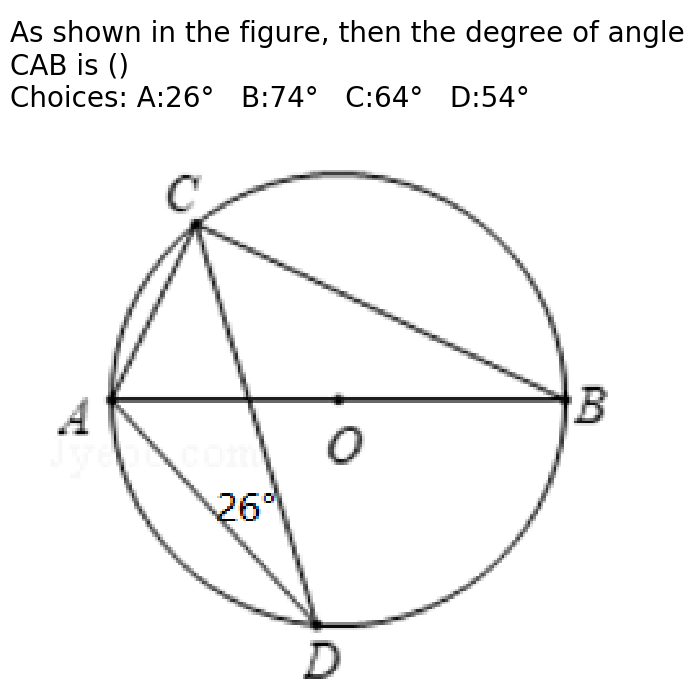 As shown in the figure, then the degree of angle
CAB is ()
Choices: A:26° B:74° C:64° D:54°
C
A
B
O
26°
D